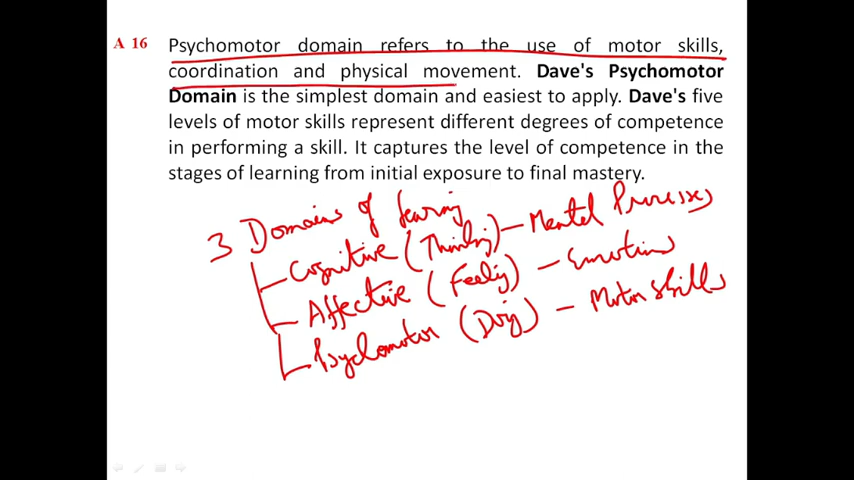 A 16 Psychomotor domain refers to the use of motor skills,
coordination and physical movement. Dave's Psychomotor
Domain is the simplest domain and easiest to apply. Dave's five
levels of motor skills represent different degrees of competence
in performing a skill. It captures the level of competence in the
stages of learning from initial exposure to final mastery.
3 Domains of learning
Cognitive (Thinking) - Mental Processes
Affective (Feeling) - Emotions
Psychomotor (Doing) - Motor skills